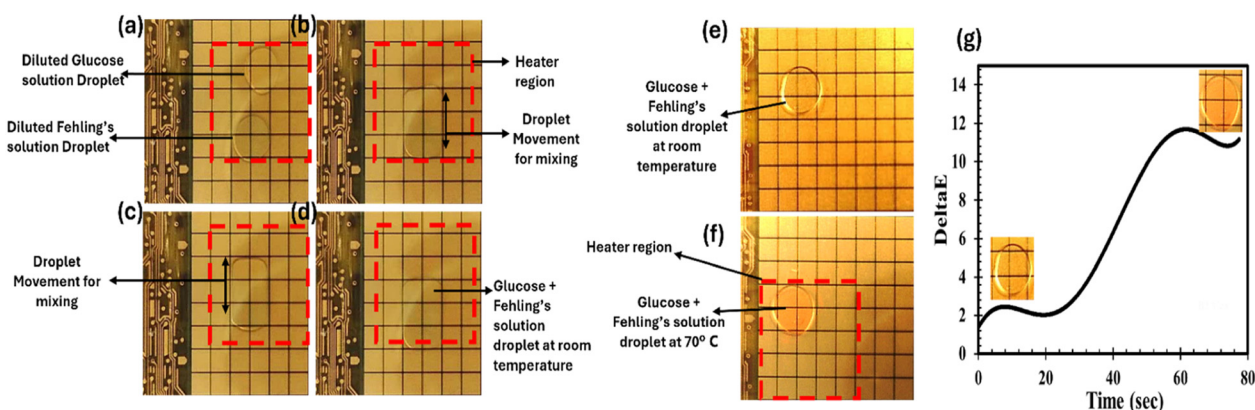 (a)
Diluted Glucose
solution Droplet
Diluted Fehling's
solution Droplet
(b)
Heater
region
Droplet
Movement
for mixing
(c)
Droplet
Movement for
mixing
(d)
Glucose +
Fehling's
solution
droplet at room
temperature
(e)
Glucose +
Fehling's
solution droplet
at room
temperature
(f)
Heater region
Glucose +
Fehling's solution
droplet at 70⁰ C
(g)
DeltaE
14
12
10
8
6
4
2
0
0 20 40 60 80
Time (sec)